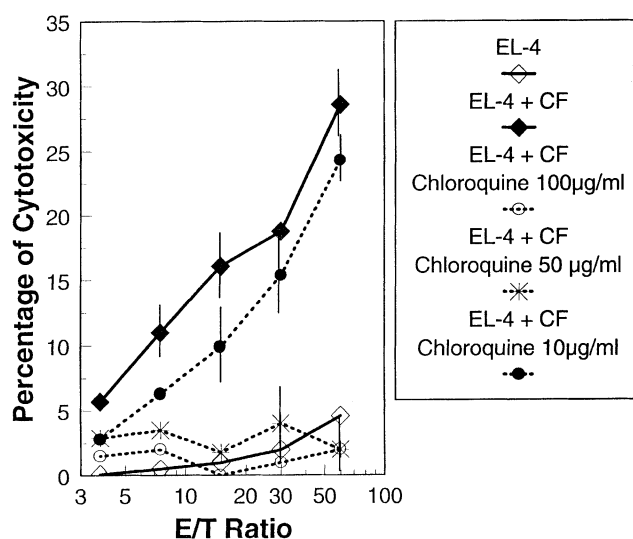 Percentage of Cytotoxicity
35
30
25
20
15
10
5
0
3 5 10 20 30 50 100
E/T Ratio
EL-4
EL-4 + CF
EL-4 + CF
Chloroquine 100µg/ml
EL-4 + CF
Chloroquine 50 µg/ml
EL-4 + CF
Chloroquine 10µg/ml